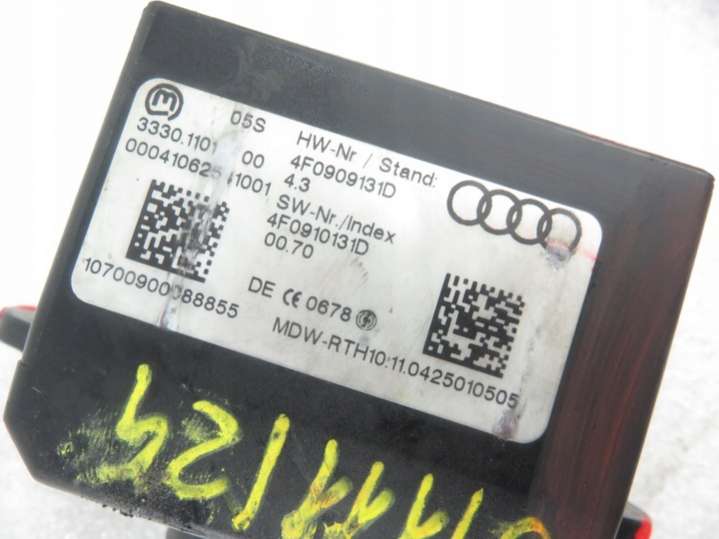 05S
3330.1101 00
0004106251001
HW-Nr / Stand:
4F0909131D
4.3
SW-Nr./Index
4F0910131D
00.70
10700900088855
DE CE 0678
MDW-RTH10.11.0425010505